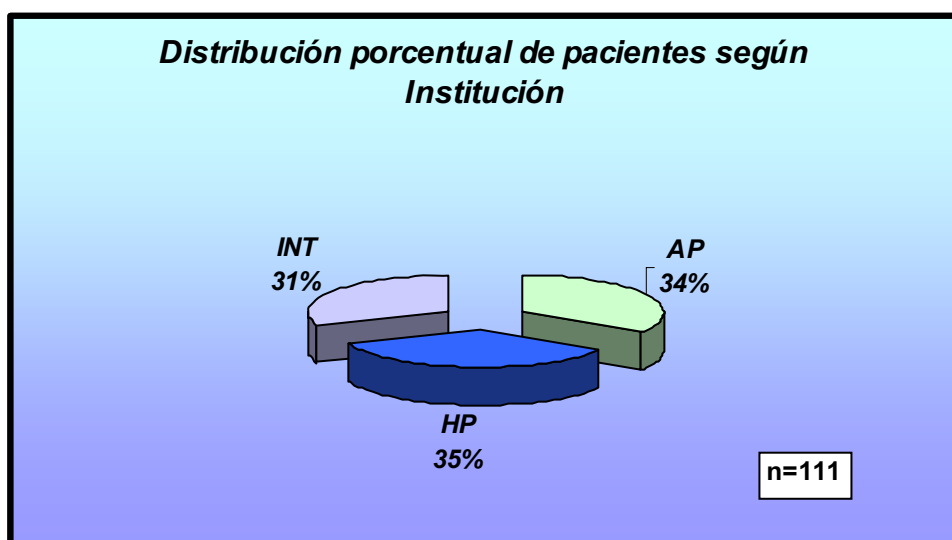 Distribución porcentual de pacientes según
Institución
INT
31%
AP
34%
HP
35%
n=111